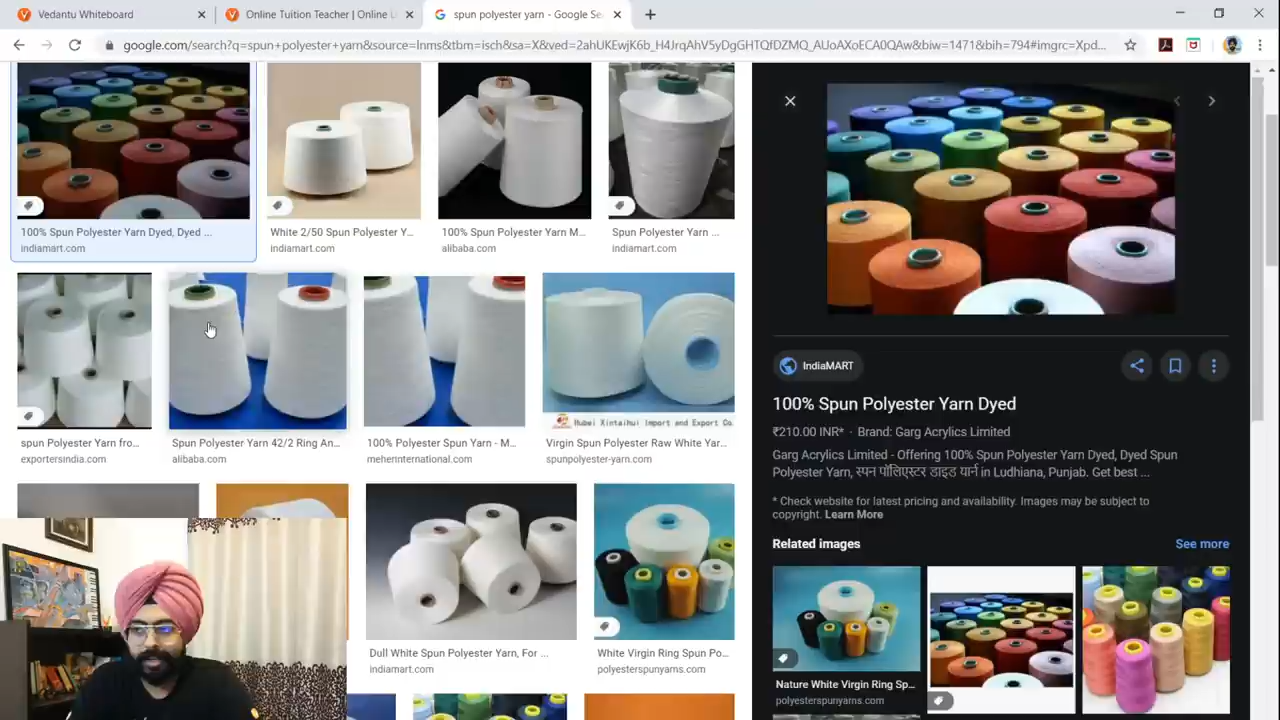 Vedantu Whiteboard
Online Tuition Teacher | Online L
spun polyester yarn - Google Se
google.com/search?q=spun+polyester+yarn&source=lnms&tbm=isch&sa=X&ved=2ahUKEwjK6b_H4JrqAhV5yDgGHTQfDZMQ_AUoAXoECA0QAw&biw=1471&bih=794#imgrc=Xpd...
100% Spun Polyester Yarn Dyed, Dyed ...
indiamart.com
White 2/50 Spun Polyester Y...
indiamart.com
100% Spun Polyester Yarn M...
alibaba.com
Spun Polyester Yarn ...
indiamart.com
spun Polyester Yarn fro...
exportersindia.com
Spun Polyester Yarn 42/2 Ring An...
alibaba.com
100% Polyester Spun Yarn - M...
meherinternational.com
Hubei Xintaihui Import and Export Co.
Virgin Spun Polyester Raw White Yar...
spunpolyester-yarn.com
Dull White Spun Polyester Yarn, For ...
indiamart.com
White Virgin Ring Spun Po...
polyesterspunyarns.com
IndiaMART
100% Spun Polyester Yarn Dyed
₹210.00 INR* · Brand: Garg Acrylics Limited
Garg Acrylics Limited - Offering 100% Spun Polyester Yarn Dyed, Dyed Spun
Polyester Yarn, स्पन पॉलिएस्टर डाइड यार्न in Ludhiana, Punjab. Get best ...
* Check website for latest pricing and availability. Images may be subject to
copyright. Learn More
Related images
See more
Nature White Virgin Ring Sp...
polyesterspunyarns.com